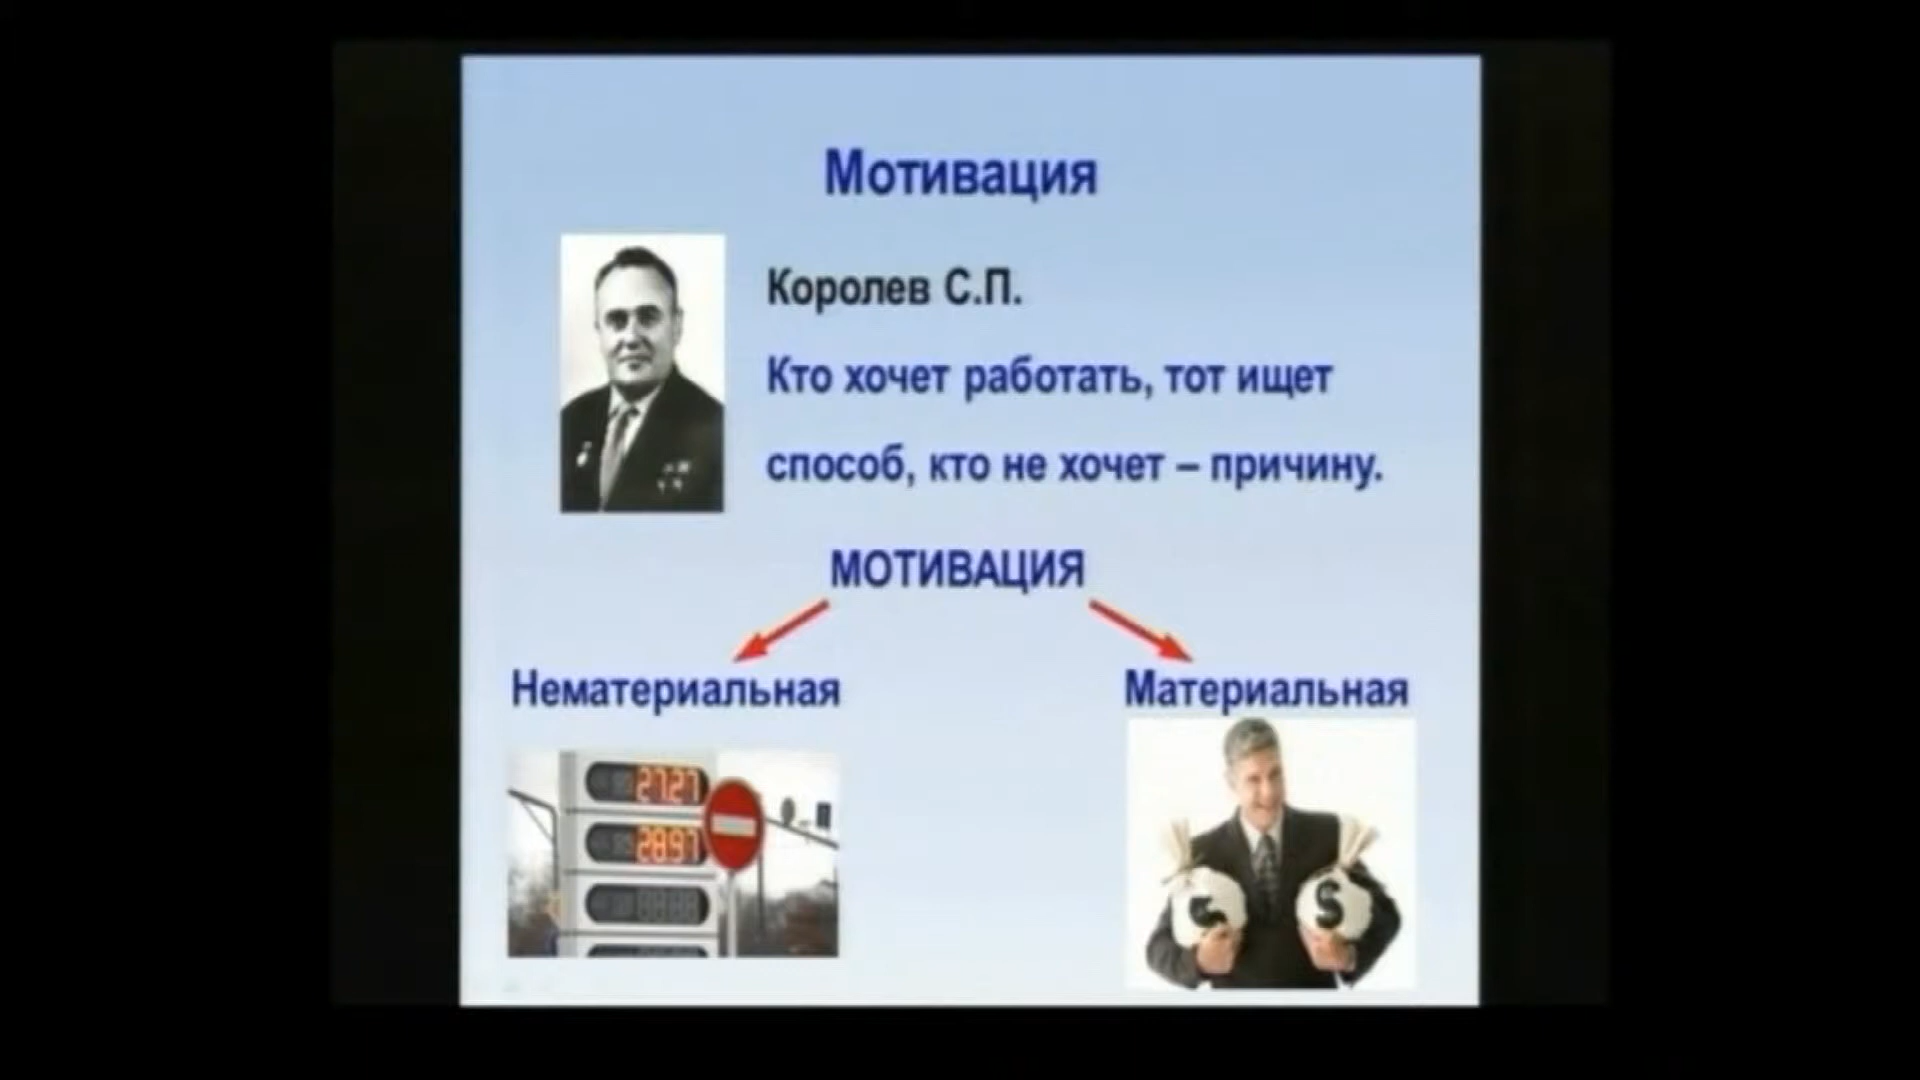 Мотивация
Королев С.П.
Кто хочет работать, тот ищет
способ, кто не хочет – причину.
МОТИВАЦИЯ
Нематериальная
Материальная
27.27
28.97
$